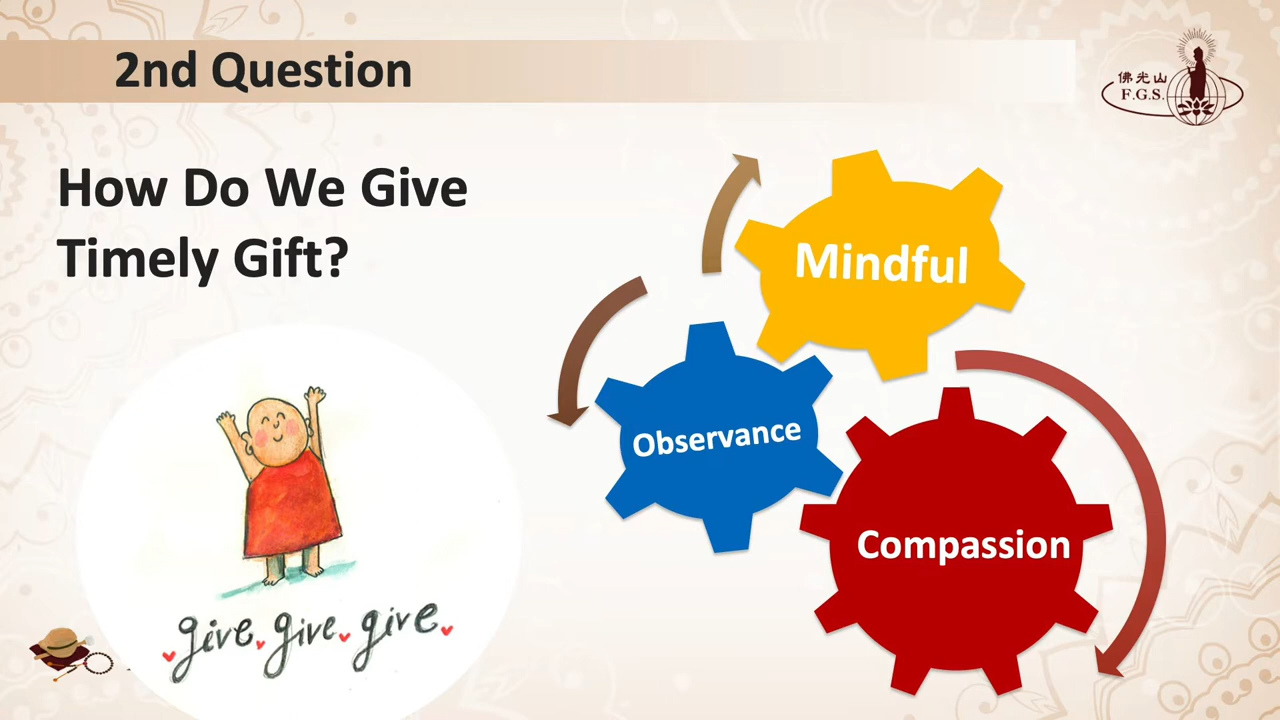 2nd Question
佛光山
F.G.S.
How Do We Give
Timely Gift?
Mindful
Observance
Compassion
give give give